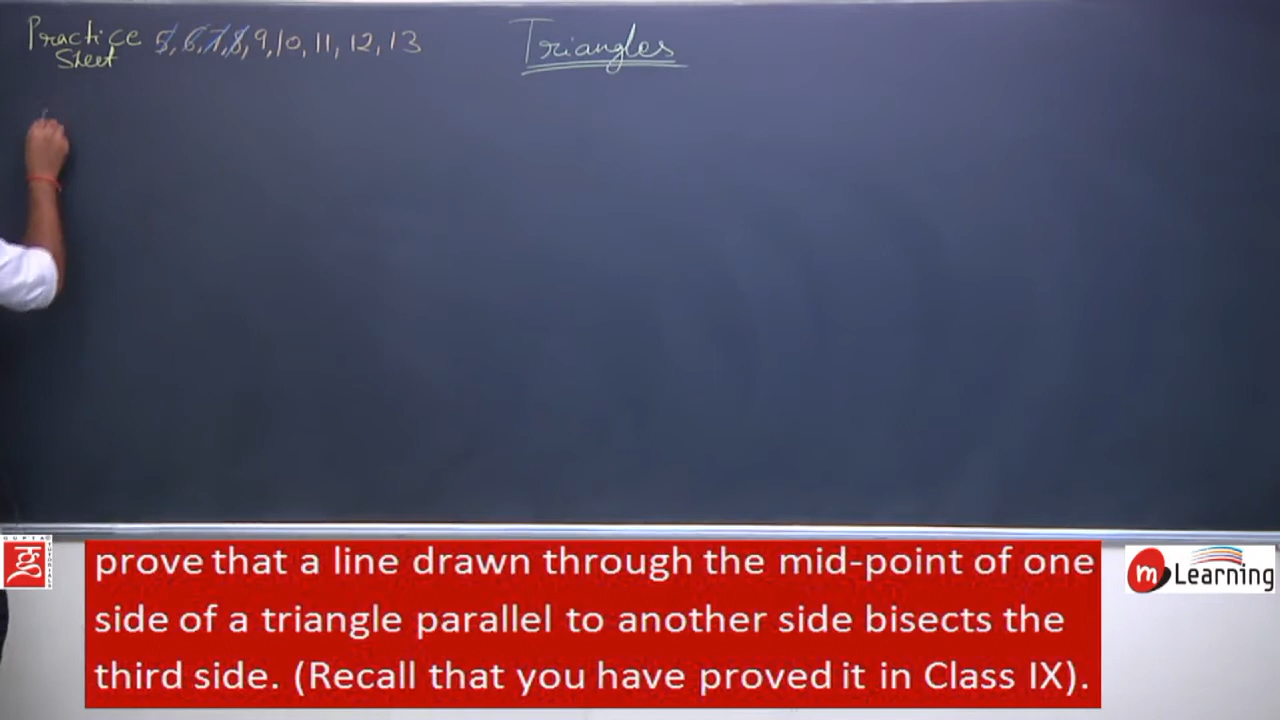 Practice 5, 6, 7, 8, 9, 10, 11, 12, 13
Sheet
Triangles
GUPTA
TUTORIALS
prove that a line drawn through the mid-point of one
side of a triangle parallel to another side bisects the
third side. (Recall that you have proved it in Class IX).
m Learning